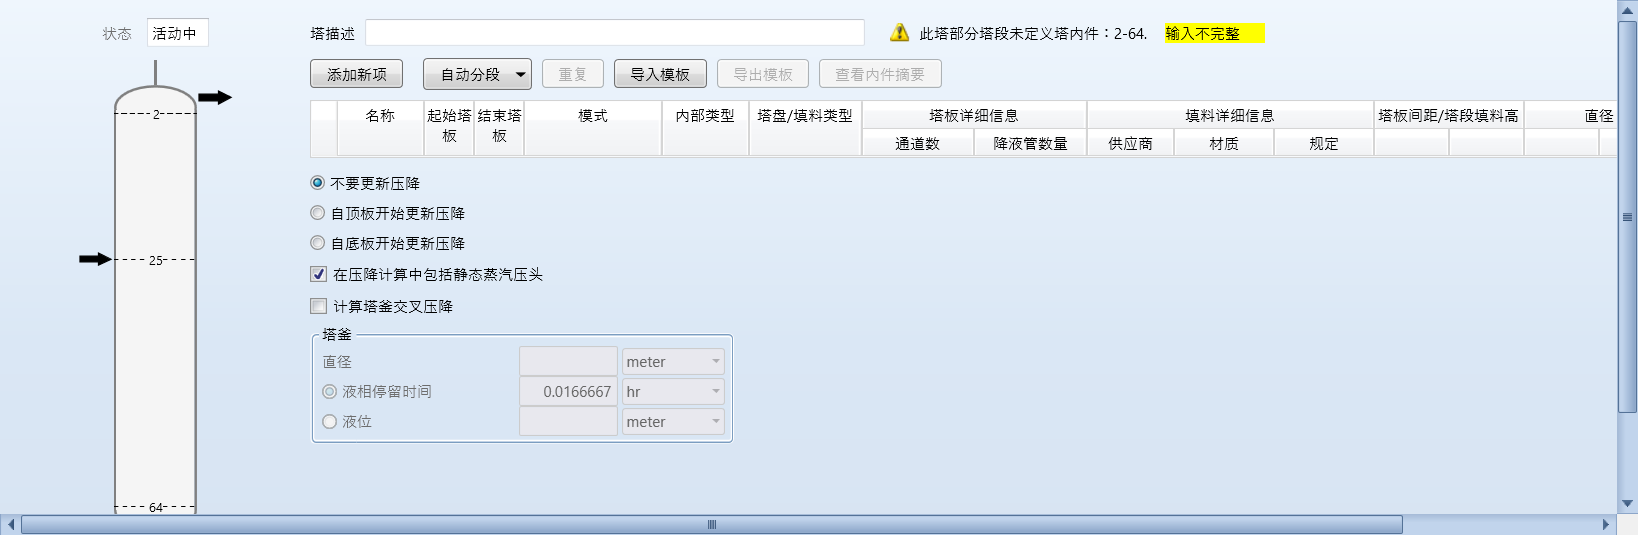 状态 活动中 塔描述 此塔部分塔段未定义塔内件：2-64. 输入不完整
添加新项 自动分段 重复 导入模板 导出模板 查看内件摘要
名称 起始塔板 结束塔板 模式 内部类型 塔盘/填料类型 塔板详细信息 填料详细信息 塔板间距/塔段填料高 直径
通道数 降液管数量 供应商 材质 规定
2
不要更新压降
自顶板开始更新压降
自底板开始更新压降
25
在压降计算中包括静态蒸汽压头
计算塔釜交叉压降
塔釜
直径 meter
液相停留时间 0.0166667 hr
液位 meter
64